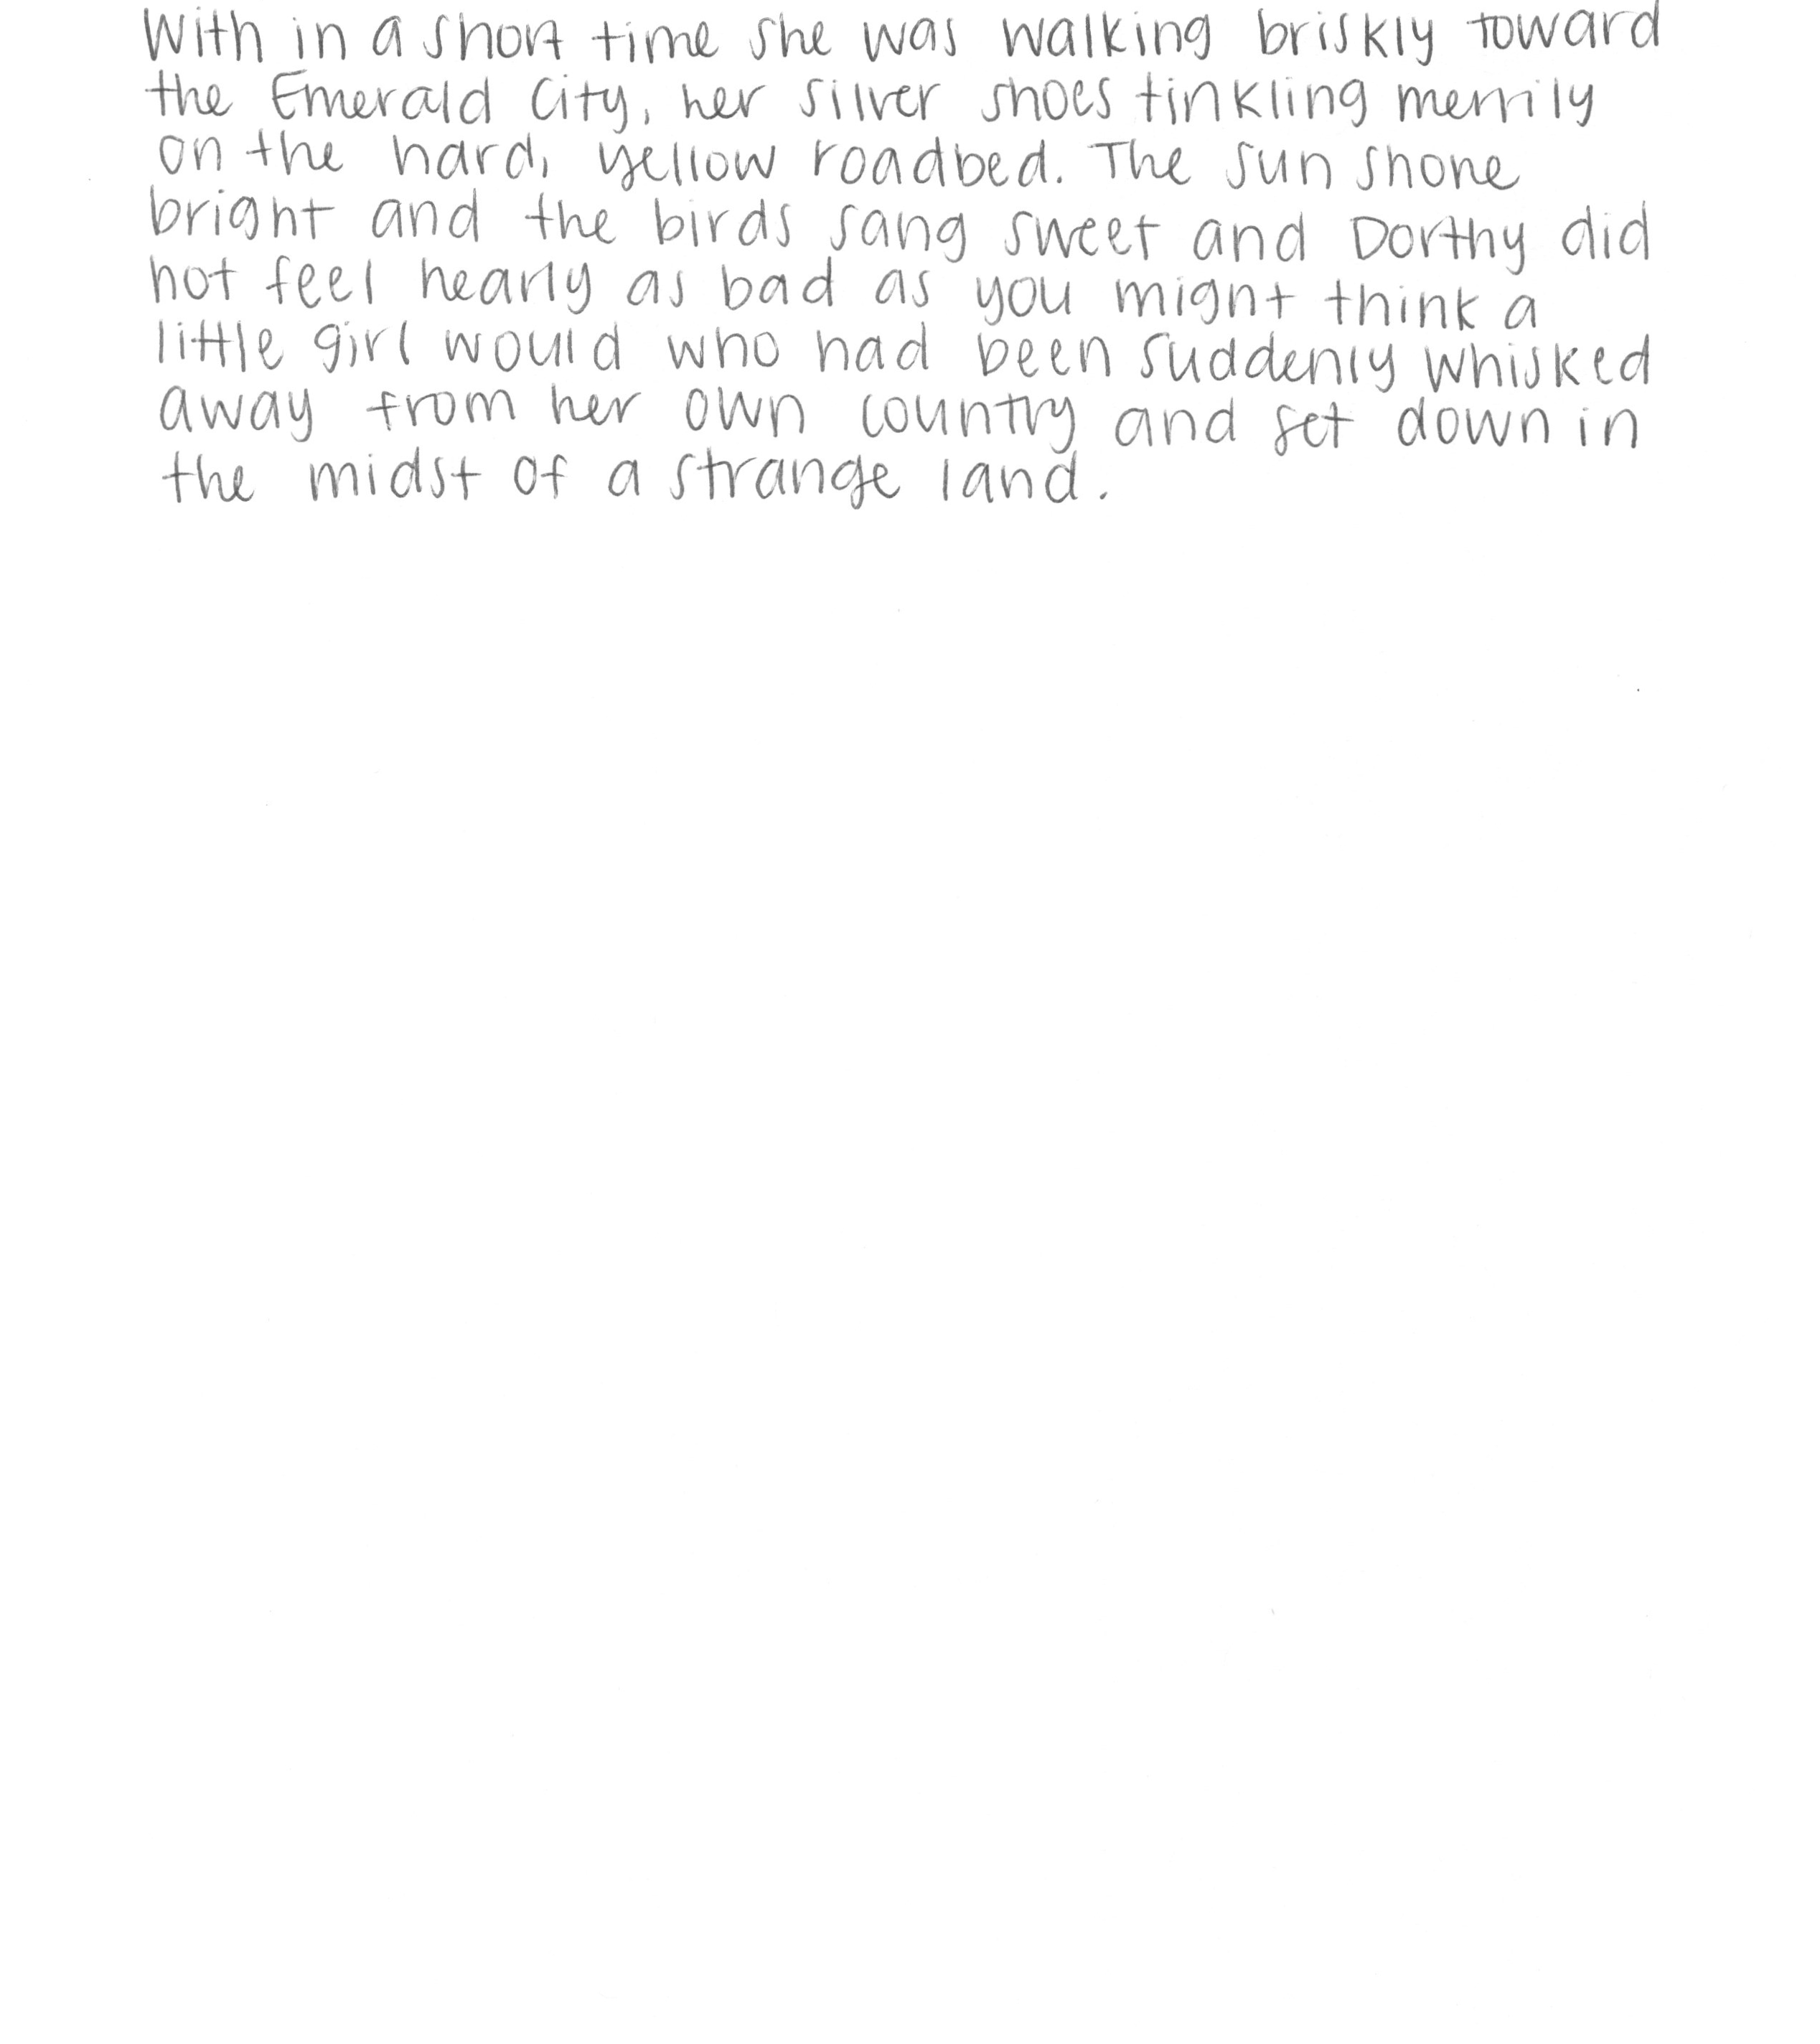 With in a short time she was walking briskly toward
the Emerald City, her silver shoes tinkling merrily
on the hard, yellow roadbed. The sun shone
bright and the birds sang sweet and Dorthy did
not feel nearly as bad as you might think a
little girl would who had been suddenly whisked
away from her own country and set down in
the midst of a strange land.